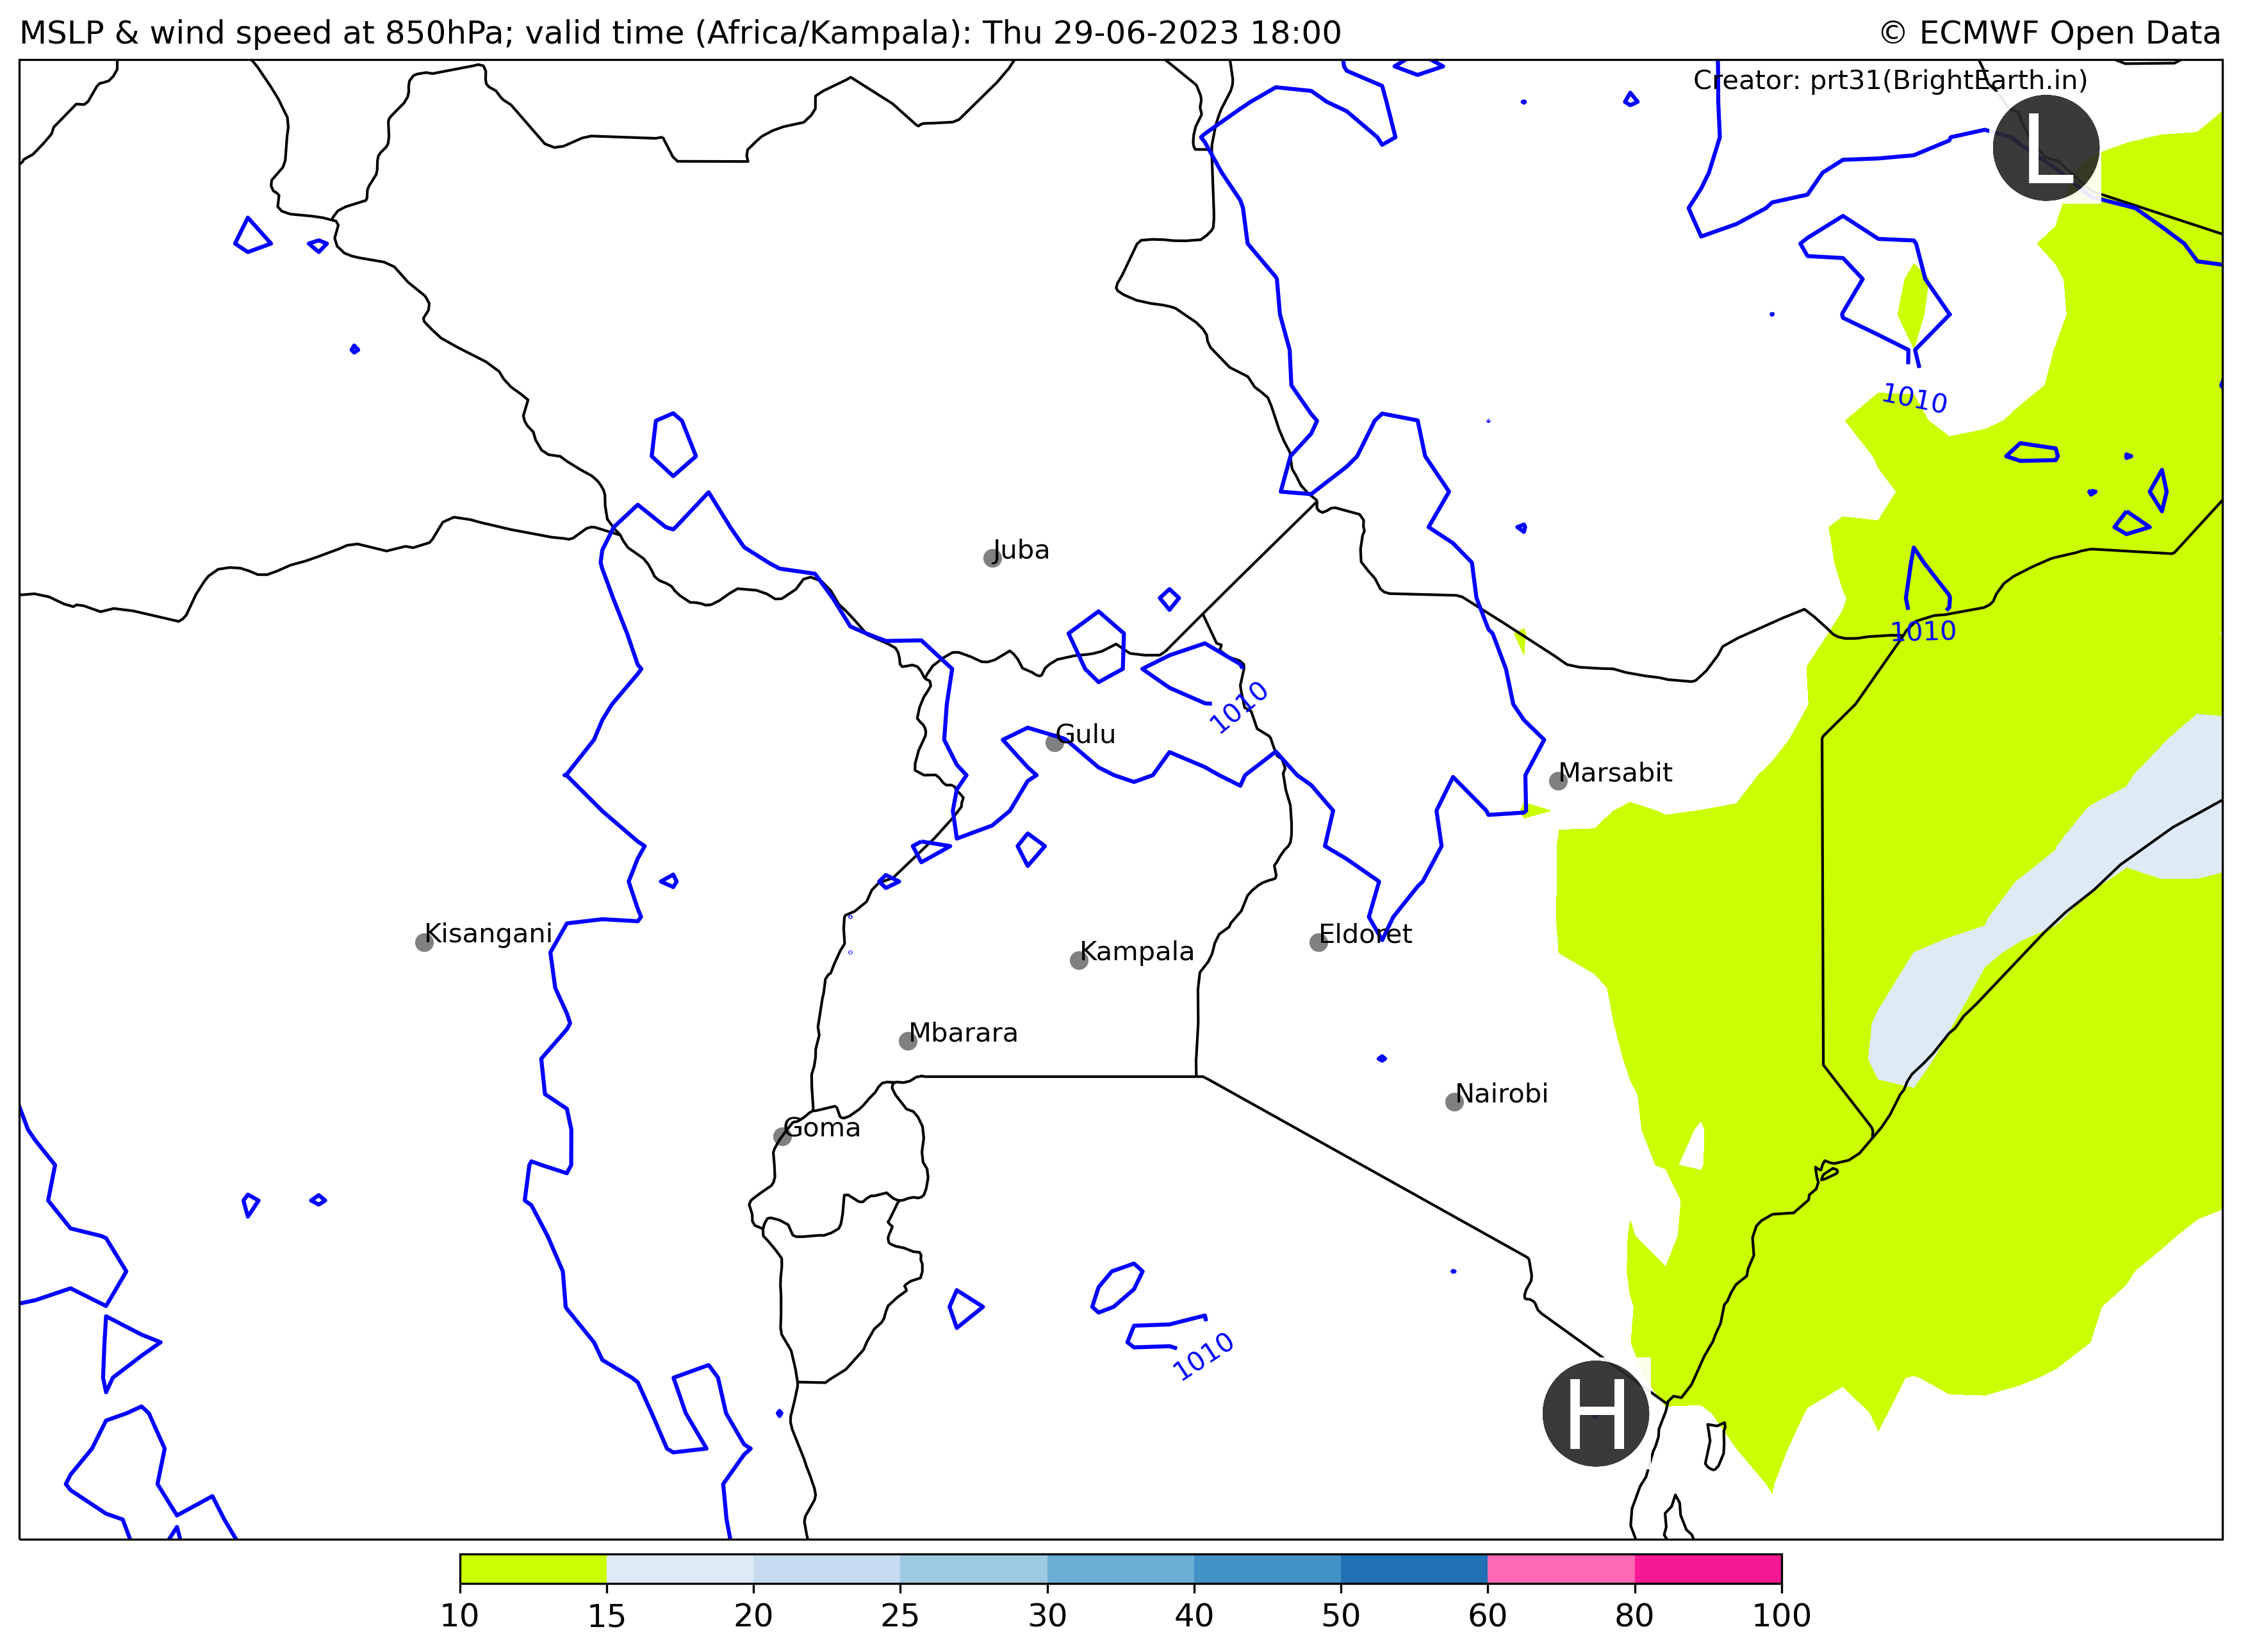 MSLP & wind speed at 850hPa; valid time (Africa/Kampala): Thu 29-06-2023 18:00
© ECMWF Open Data
Creator: prt31(BrightEarth.in)
L
1010
Juba
1010
1010
Gulu
Marsabit
Kisangani
Eldoret
Kampala
Mbarara
Nairobi
Goma
1010
H
10 15 20 25 30 40 50 60 80 100